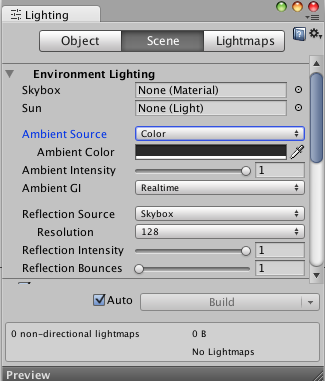 Lighting
Object Scene Lightmaps
Environment Lighting
Skybox None (Material)
Sun None (Light)
Ambient Source Color
Ambient Color
Ambient Intensity 1
Ambient GI Realtime
Reflection Source Skybox
Resolution 128
Reflection Intensity 1
Reflection Bounces 1
Auto Build
0 non-directional lightmaps 0 B
No Lightmaps
Preview